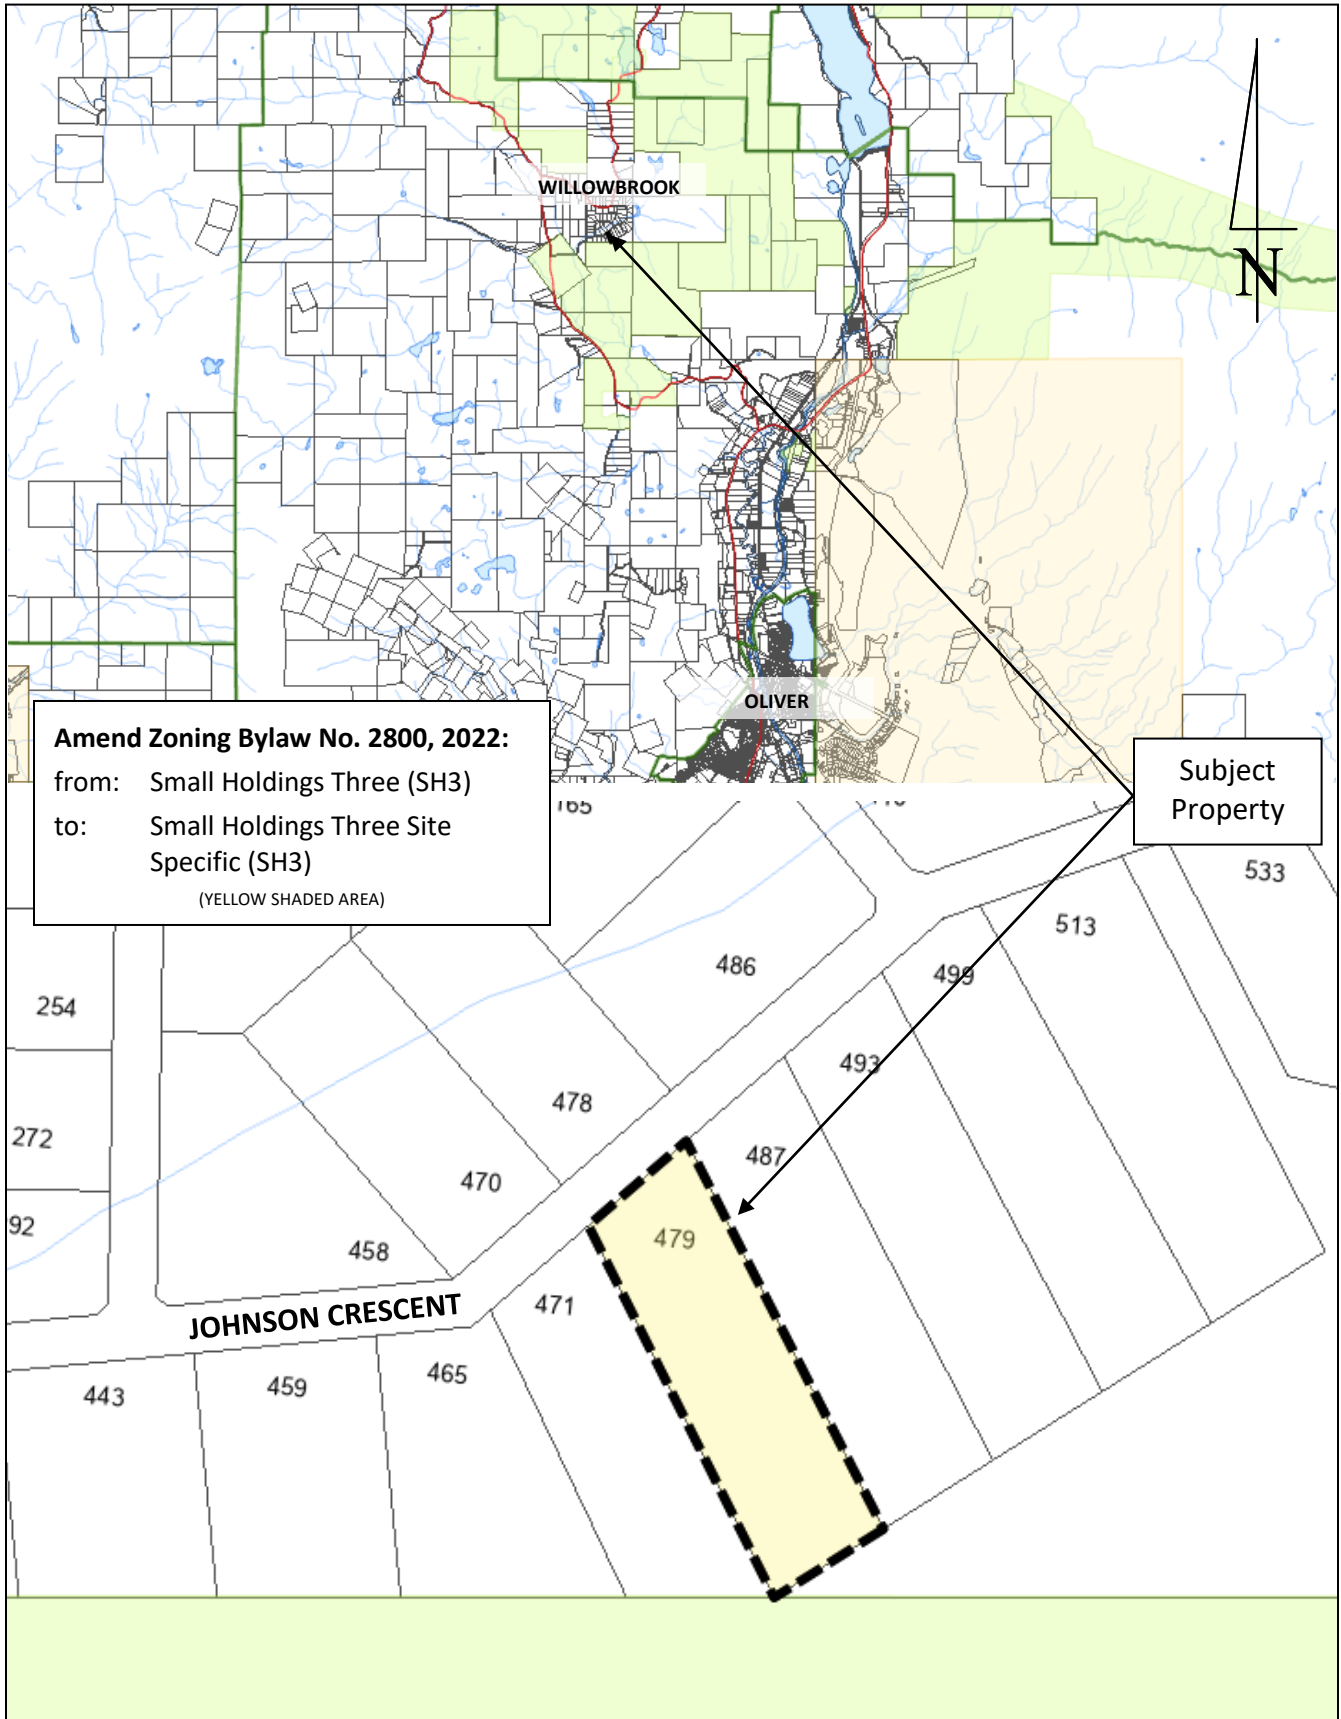 WILLOWBROOK
N
OLIVER
Amend Zoning Bylaw No. 2800, 2022:
from: Small Holdings Three (SH3)
to: Small Holdings Three Site
Specific (SH3)
(YELLOW SHADED AREA)
Subject
Property
165
533
513
486
499
254
493
478
272
487
470
92
479
458
471
JOHNSON CRESCENT
465
459
443